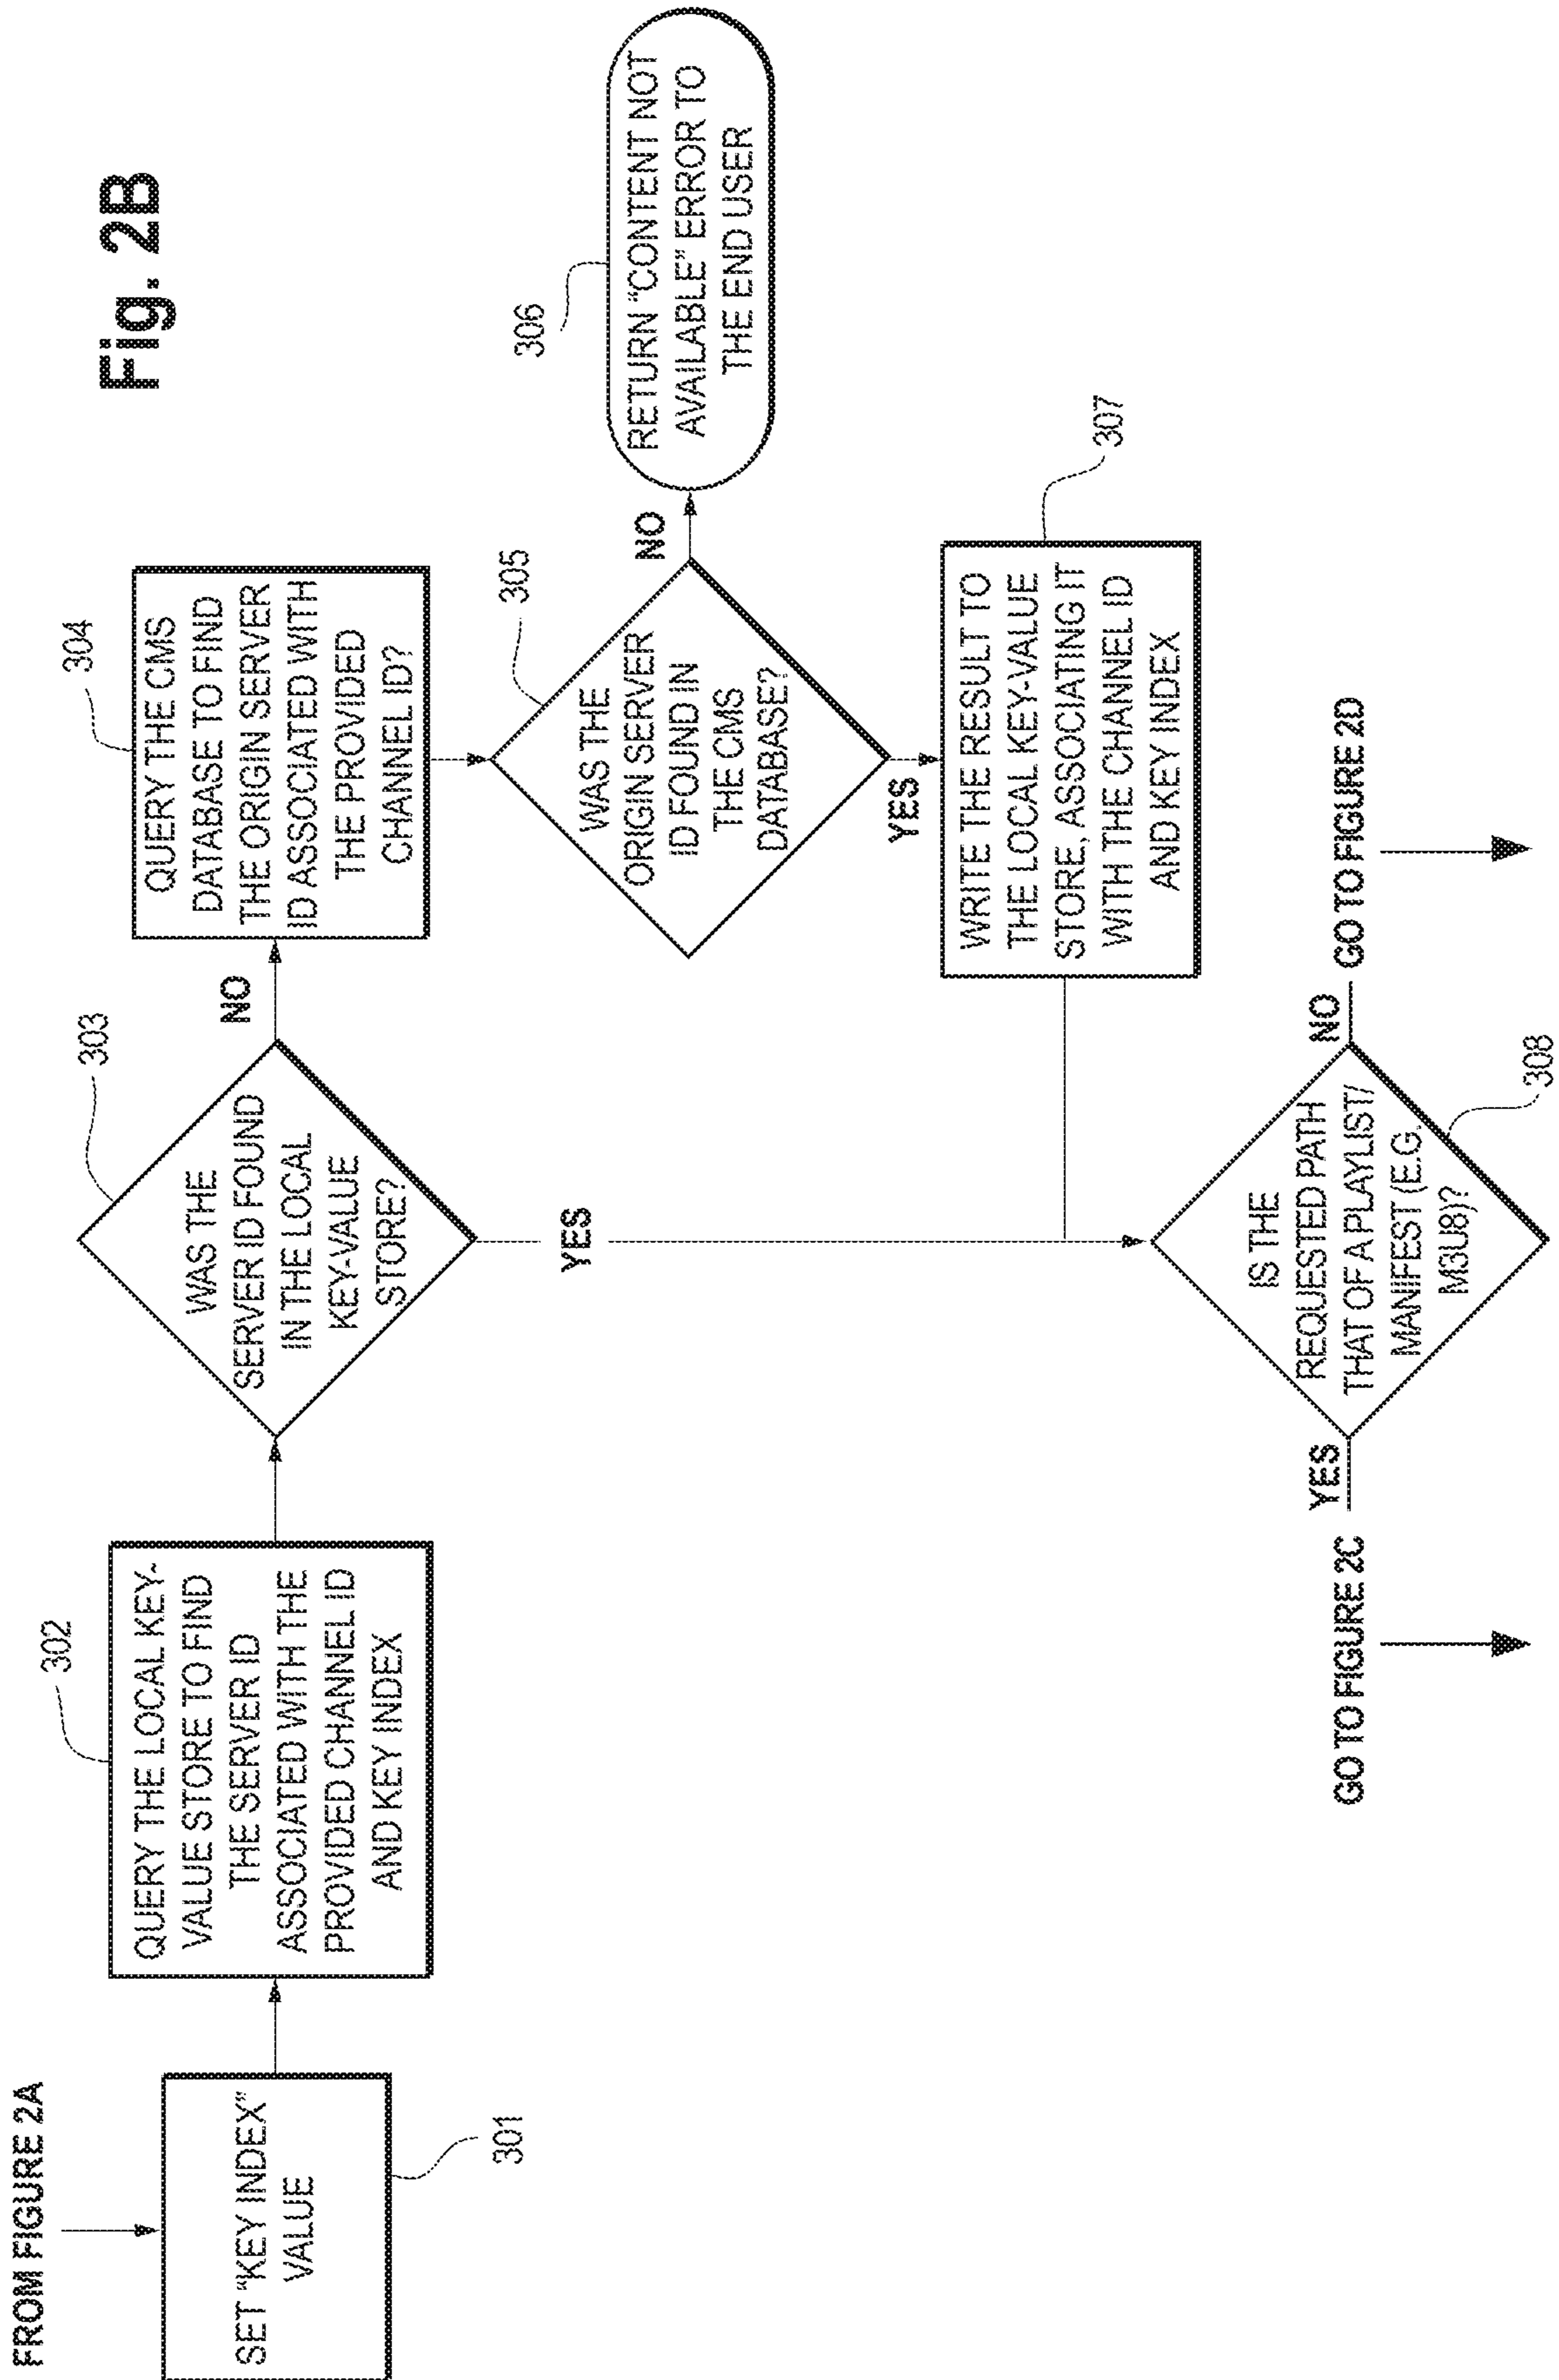 Fig. 2B
FROM FIGURE 2A
SET "KEY INDEX"
VALUE
301
302
QUERY THE LOCAL KEY-
VALUE STORE TO FIND
THE SERVER ID
ASSOCIATED WITH THE
PROVIDED CHANNEL ID
AND KEY INDEX
303
WAS THE
SERVER ID FOUND
IN THE LOCAL
KEY-VALUE
STORE?
NO
YES
304
QUERY THE CMS
DATABASE TO FIND
THE ORIGIN SERVER
ID ASSOCIATED WITH
THE PROVIDED
CHANNEL ID?
305
WAS THE
ORIGIN SERVER
ID FOUND IN
THE CMS
DATABASE?
NO
YES
306
RETURN "CONTENT NOT
AVAILABLE" ERROR TO
THE END USER
307
WRITE THE RESULT TO
THE LOCAL KEY-VALUE
STORE, ASSOCIATING IT
WITH THE CHANNEL ID
AND KEY INDEX
IS THE
REQUESTED PATH
THAT OF A PLAYLIST/
MANIFEST (E.G.
M3U8)?
308
YES
GO TO FIGURE 2C
NO
GO TO FIGURE 2D